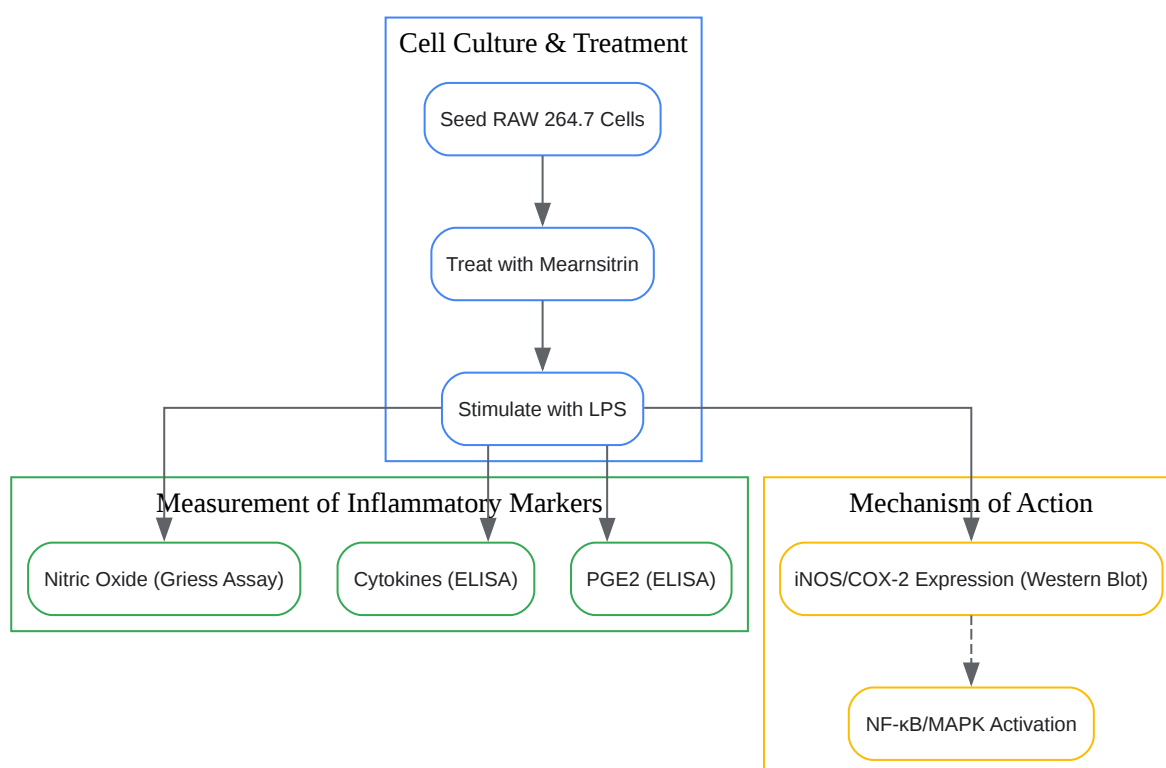 Cell Culture & Treatment
Seed RAW 264.7 Cells
Treat with Mearnsitrin
Stimulate with LPS
Measurement of Inflammatory Markers
Nitric Oxide (Griess Assay)
Cytokines (ELISA)
PGE2 (ELISA)
Mechanism of Action
iNOS/COX-2 Expression (Western Blot)
NF-κB/MAPK Activation